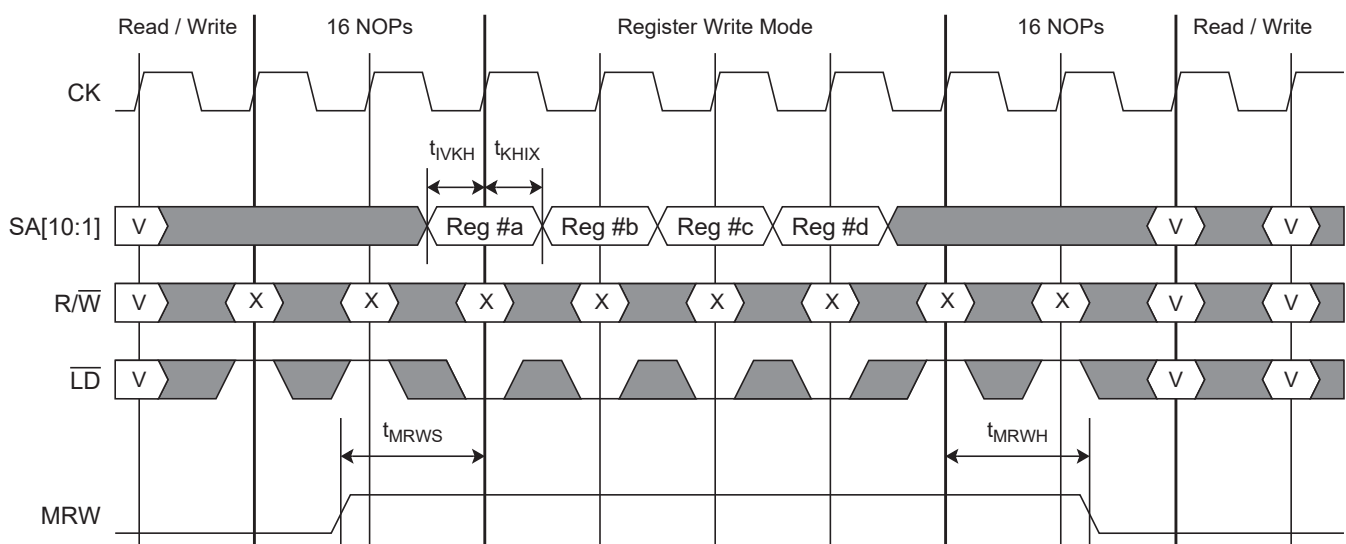 Read / Write 16 NOPs Register Write Mode 16 NOPs Read / Write
CK
tIVKH tKHIX
SA[10:1] V Reg #a Reg #b Reg #c Reg #d V V
R/W̅ V X X X X X X X X V V
L̅D̅ V V V
tMRWS tMRWH
MRW